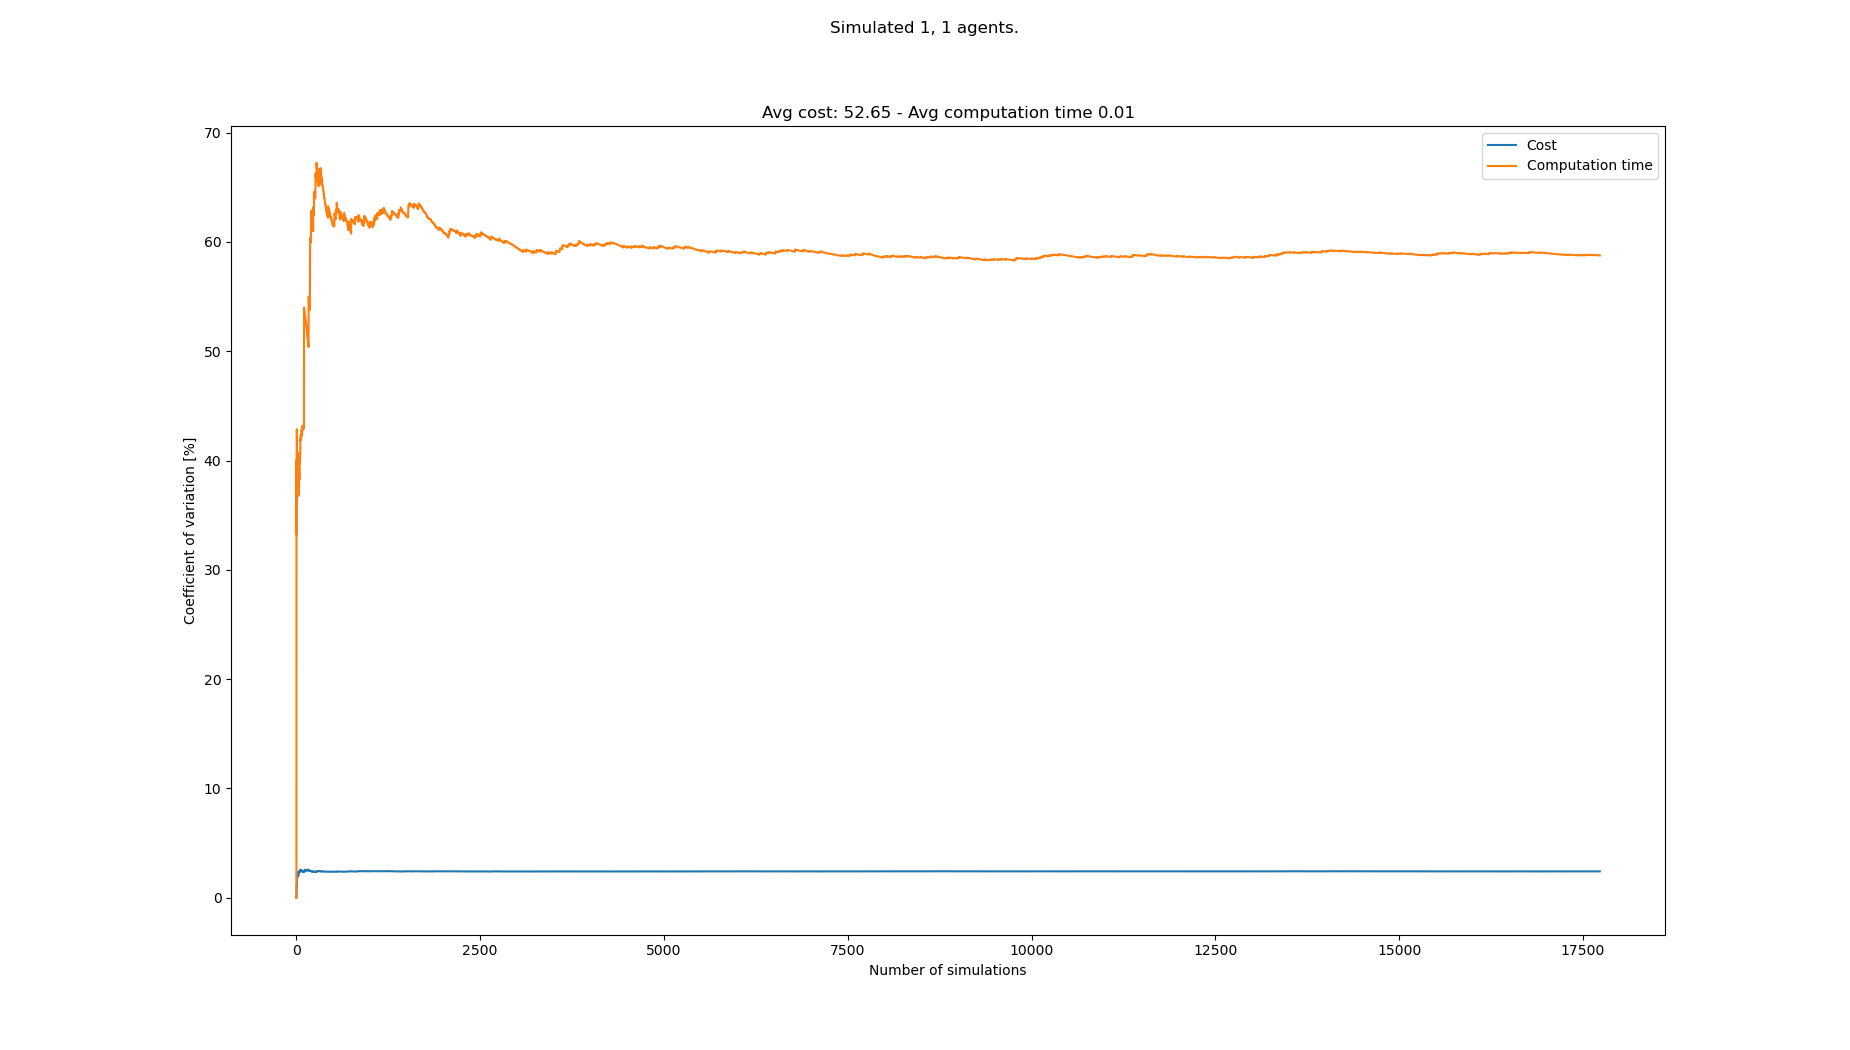 Simulated 1, 1 agents.
Avg cost: 52.65 - Avg computation time 0.01
Cost
Computation time
70
60
50
40
30
20
10
0
Coefficient of variation [%]
0 2500 5000 7500 10000 12500 15000 17500
Number of simulations